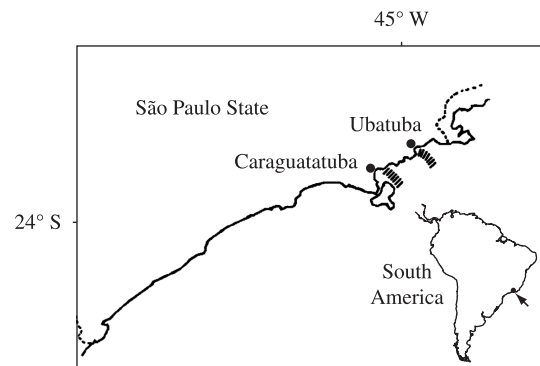 45° W
São Paulo State
Ubatuba
Caraguatatuba
24° S
South
America